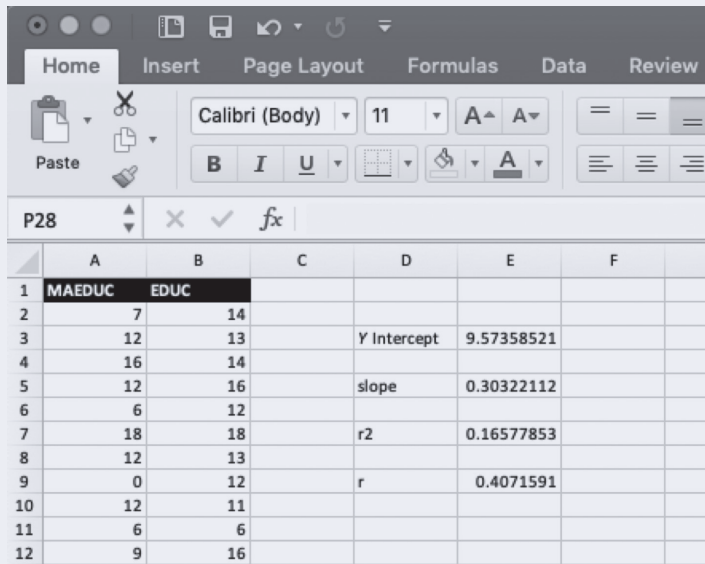 Home Insert Page Layout Formulas Data Review
Calibri (Body) 11 A A
Paste B I U A
P28 fx
A B C D E F
1 MAEDUC EDUC
2 7 14
3 12 13 Y Intercept 9.57358521
4 16 14
5 12 16 slope 0.30322112
6 6 12
7 18 18 r2 0.16577853
8 12 13
9 0 12 r 0.4071591
10 12 11
11 6 6
12 9 16